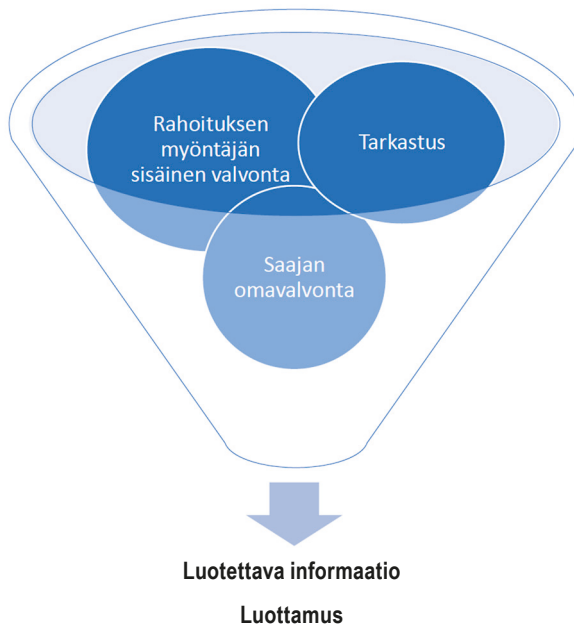 Rahoituksen
myöntäjän
sisäinen valvonta
Tarkastus
Saajan
omavalvonta
Luotettava informaatio
Luottamus